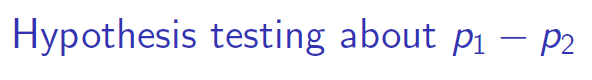 Hypothesis testing about p₁ − p₂